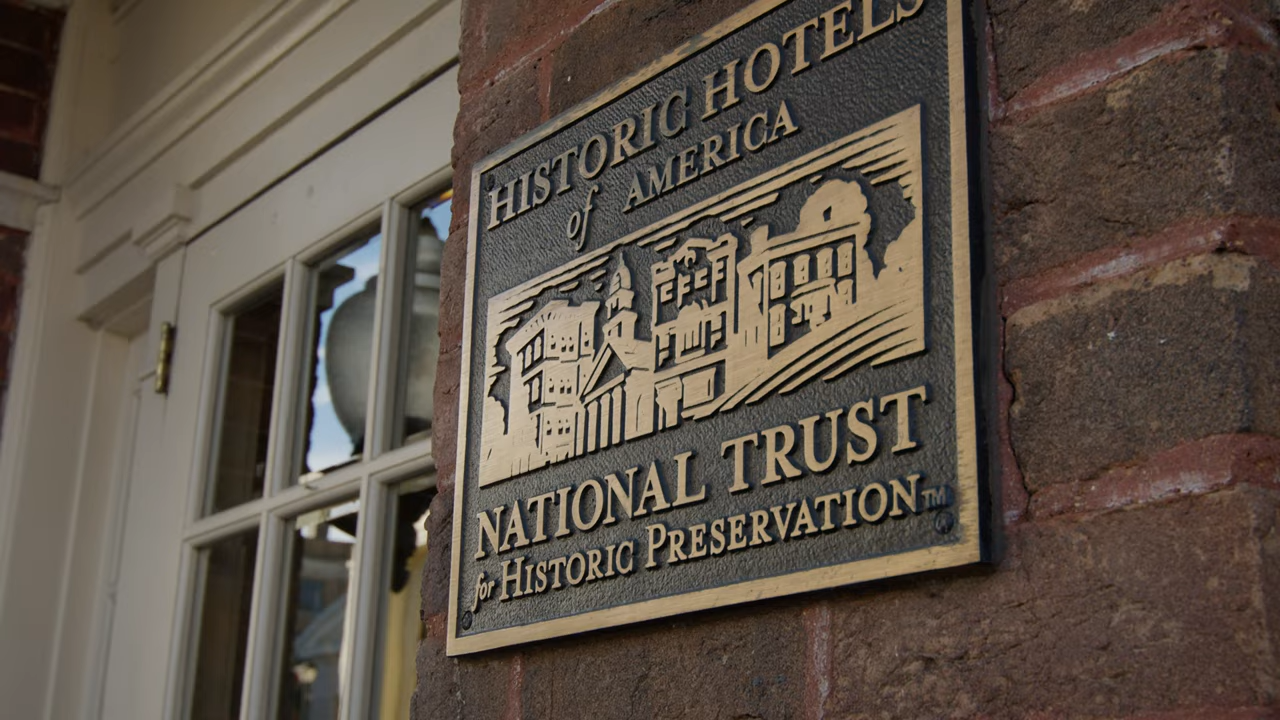 HISTORIC HOTELS
of AMERICA
NATIONAL TRUST
for HISTORIC PRESERVATION™